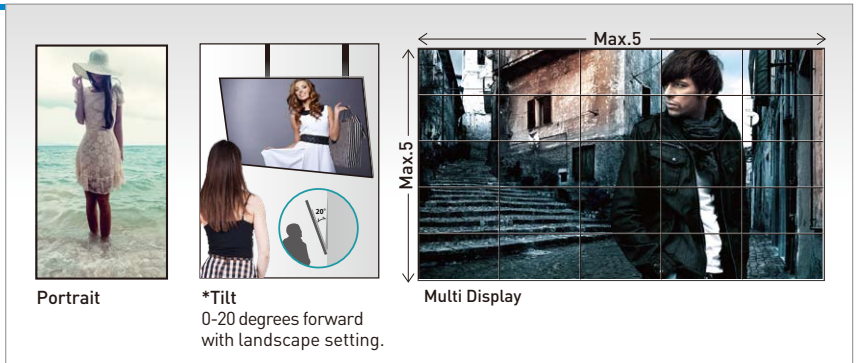 Max.5
Max.5
20°
Portrait
*Tilt
0-20 degrees forward
with landscape setting.
Multi Display